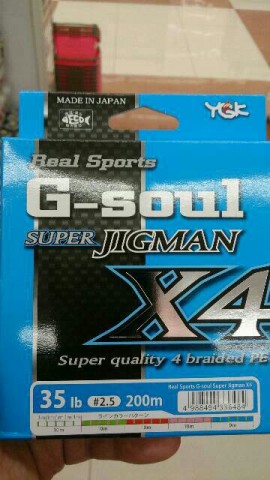 MADE IN JAPAN
YGK
Real Sports
G-soul
SUPER JIGMAN
X4
Super quality 4 braided PE
35 lb #2.5 200m
Real Sports G-soul Super Jigman X4
ラインカラーパターン